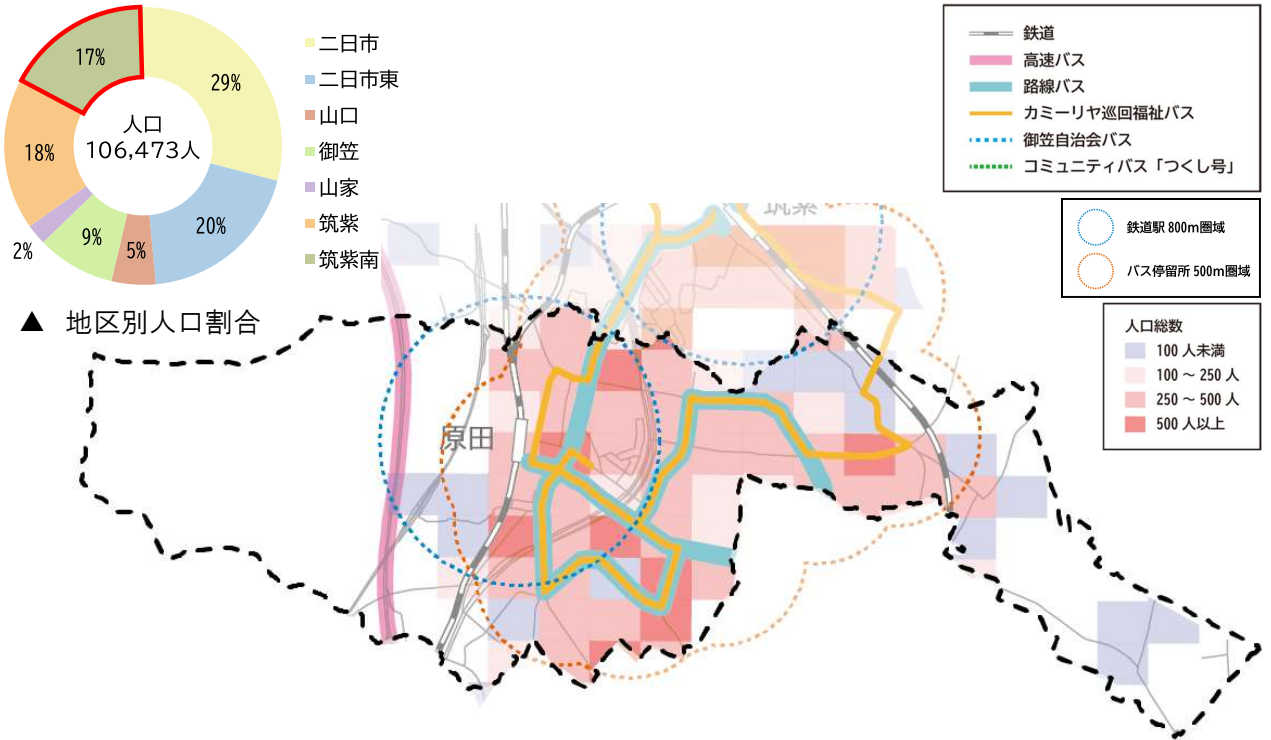 17%
29%
18%
人口
106,473人
20%
2%
9%
5%
二日市
二日市東
山口
御笠
山家
筑紫
筑紫南
▲ 地区別人口割合
鉄道
高速バス
路線バス
カミーリヤ巡回福祉バス
御笠自治会バス
コミュニティバス「つくし号」
鉄道駅 800m圏域
バス停留所 500m圏域
人口総数
100 人未満
100 ～ 250 人
250 ～ 500 人
500 人以上
筑紫
原田